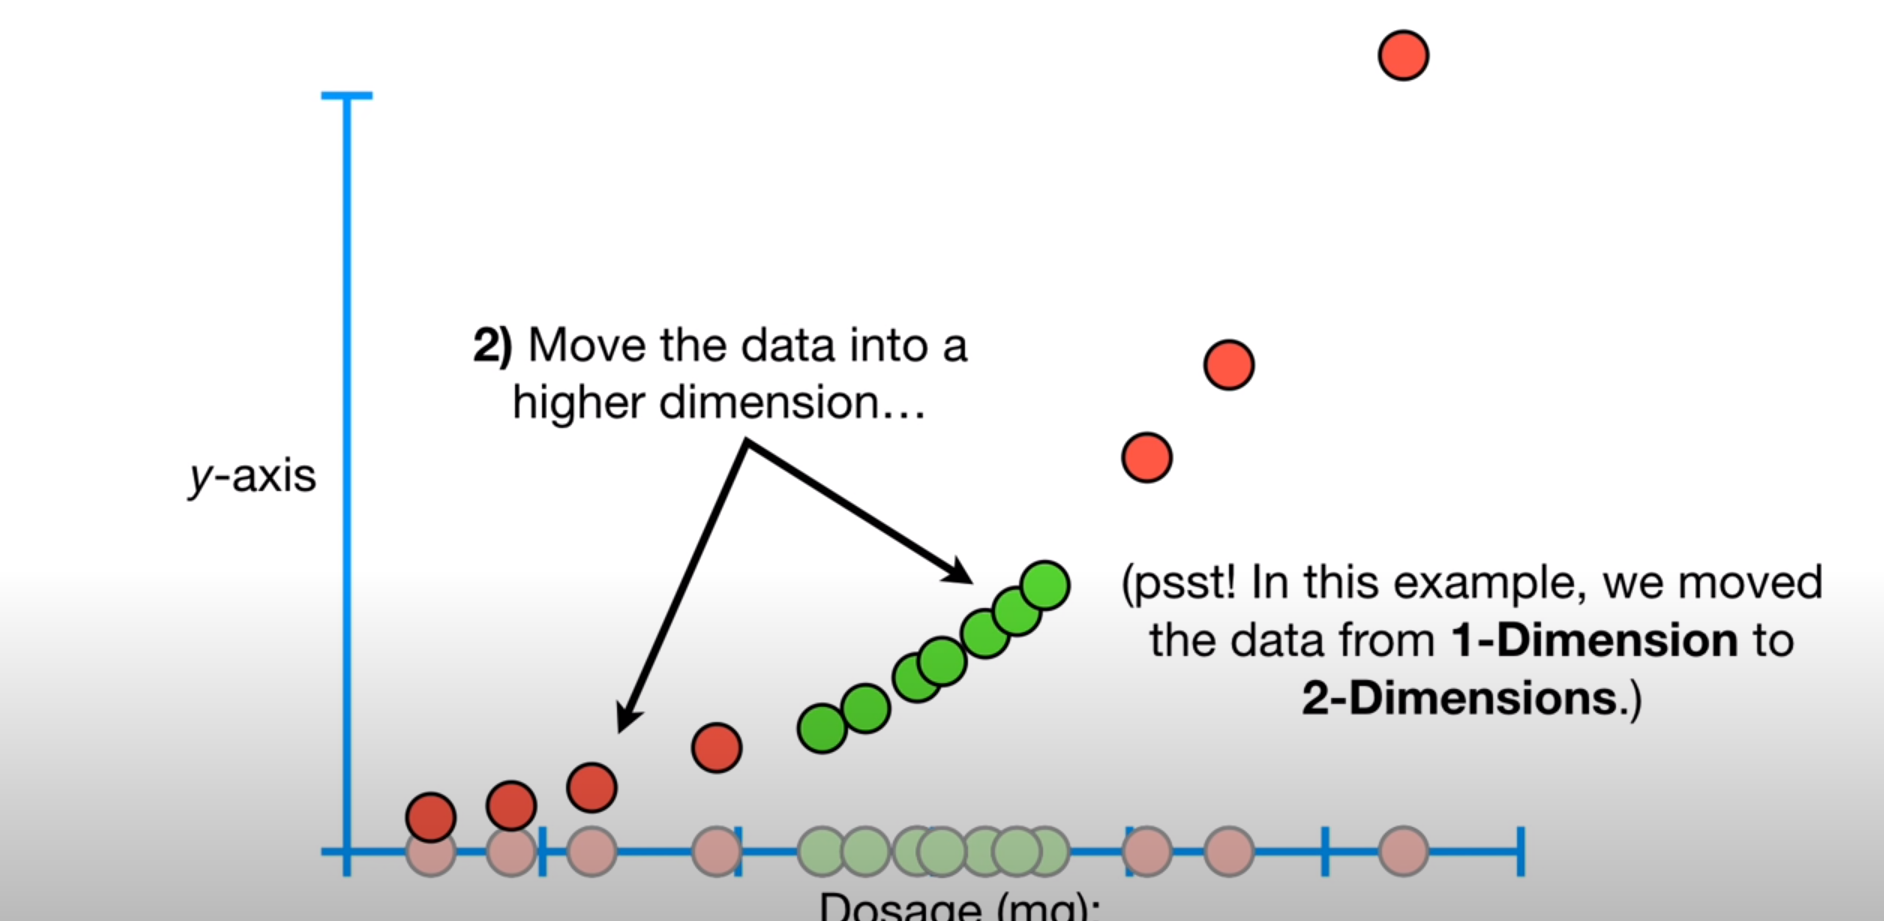 2) Move the data into a
higher dimension…
y-axis
(psst! In this example, we moved
the data from 1-Dimension to
2-Dimensions.)
Dosage (mg):